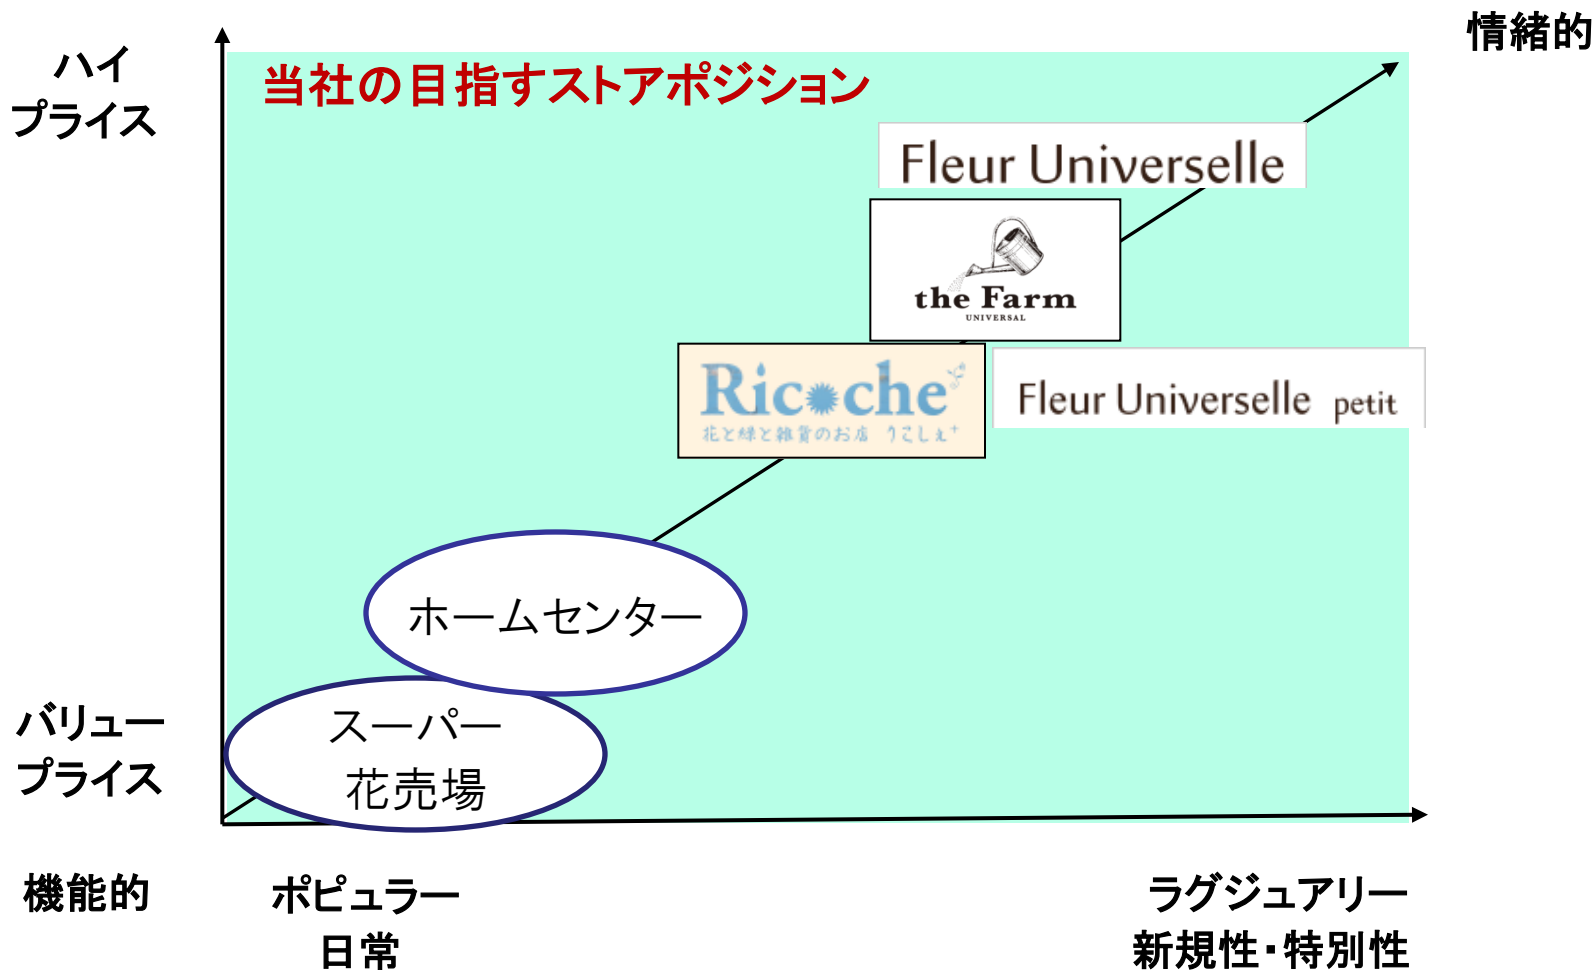 情緒的
ハイ
プライス
当社の目指すストアポジション
Fleur Universelle
the Farm
UNIVERSAL
Ricoche
花と緑と雑貨のお店 りこしぇ+
Fleur Universelle petit
ホームセンター
スーパー
花売場
バリュー
プライス
機能的
ポピュラー
日常
ラグジュアリー
新規性・特別性